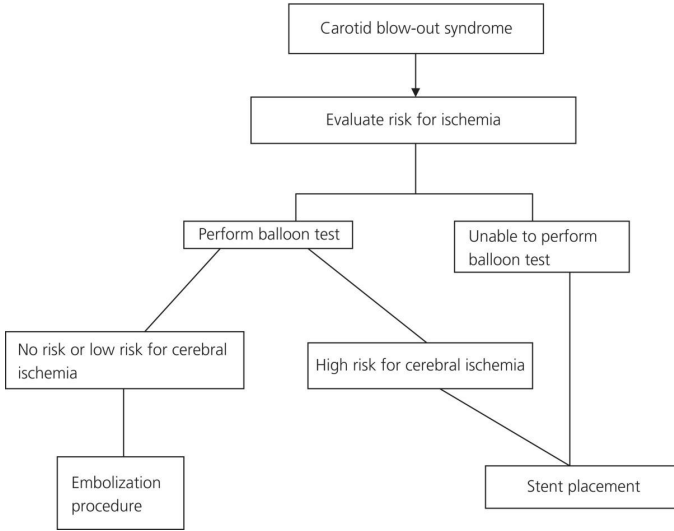 Carotid blow-out syndrome
Evaluate risk for ischemia
Perform balloon test
Unable to perform
balloon test
No risk or low risk for cerebral
ischemia
High risk for cerebral ischemia
Embolization
procedure
Stent placement